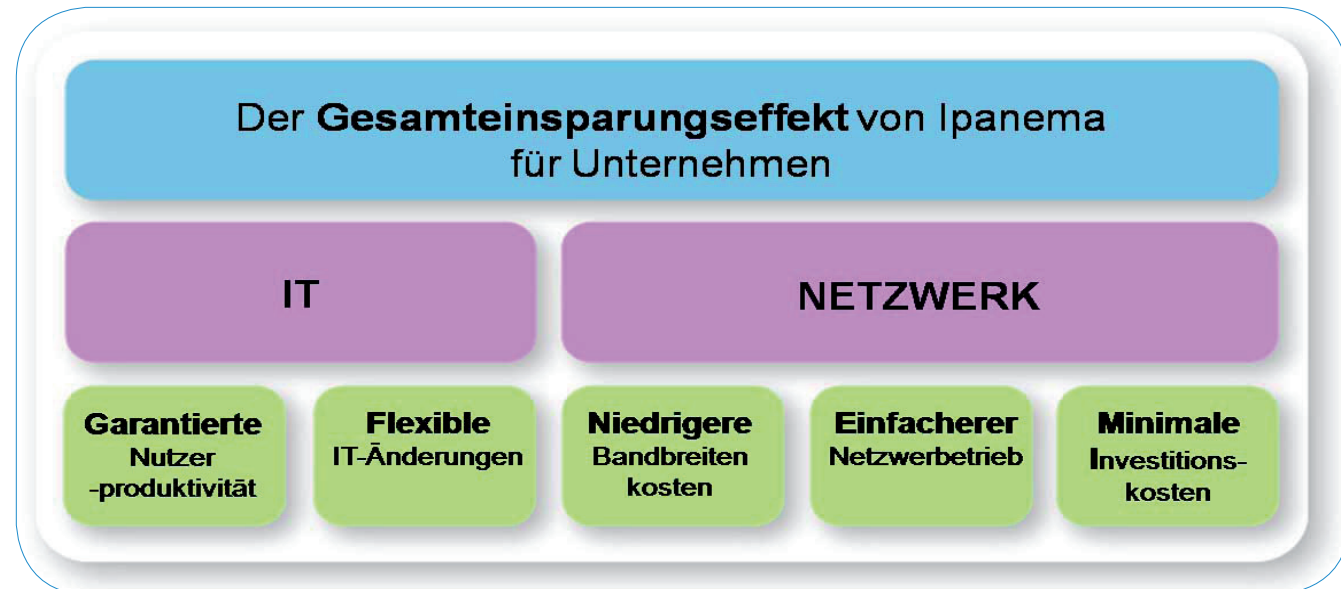 Der Gesamteinsparungseffekt von Ipanema
für Unternehmen
IT
NETZWERK
Garantierte
Nutzer
-produktivität
Flexible
IT-Änderungen
Niedrigere
Bandbreiten
kosten
Einfacherer
Netzwerbetrieb
Minimale
Investitions-
kosten